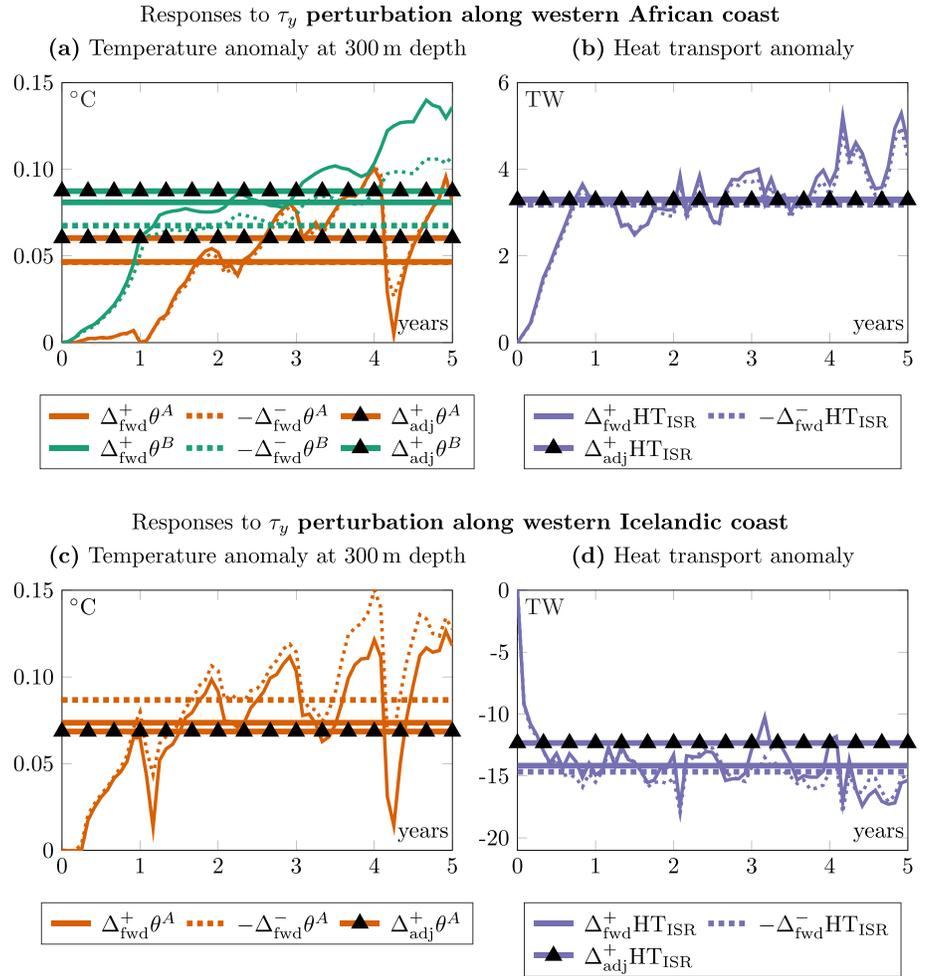 Responses to τ_y perturbation along western African coast
(a) Temperature anomaly at 300 m depth
0.15
0.10
0.05
0
°C
years
0 1 2 3 4 5
Δ⁺_fwd θ^A −Δ⁻_fwd θ^A Δ⁺_adj θ^A
Δ⁺_fwd θ^B −Δ⁻_fwd θ^B Δ⁺_adj θ^B
(b) Heat transport anomaly
6
4
2
0
TW
years
0 1 2 3 4 5
Δ⁺_fwd HT_ISR −Δ⁻_fwd HT_ISR
Δ⁺_adj HT_ISR
Responses to τ_y perturbation along western Icelandic coast
(c) Temperature anomaly at 300 m depth
0.15
0.10
0.05
0
°C
years
0 1 2 3 4 5
Δ⁺_fwd θ^A −Δ⁻_fwd θ^A Δ⁺_adj θ^A
(d) Heat transport anomaly
0
-5
-10
-15
-20
TW
years
0 1 2 3 4 5
Δ⁺_fwd HT_ISR −Δ⁻_fwd HT_ISR
Δ⁺_adj HT_ISR